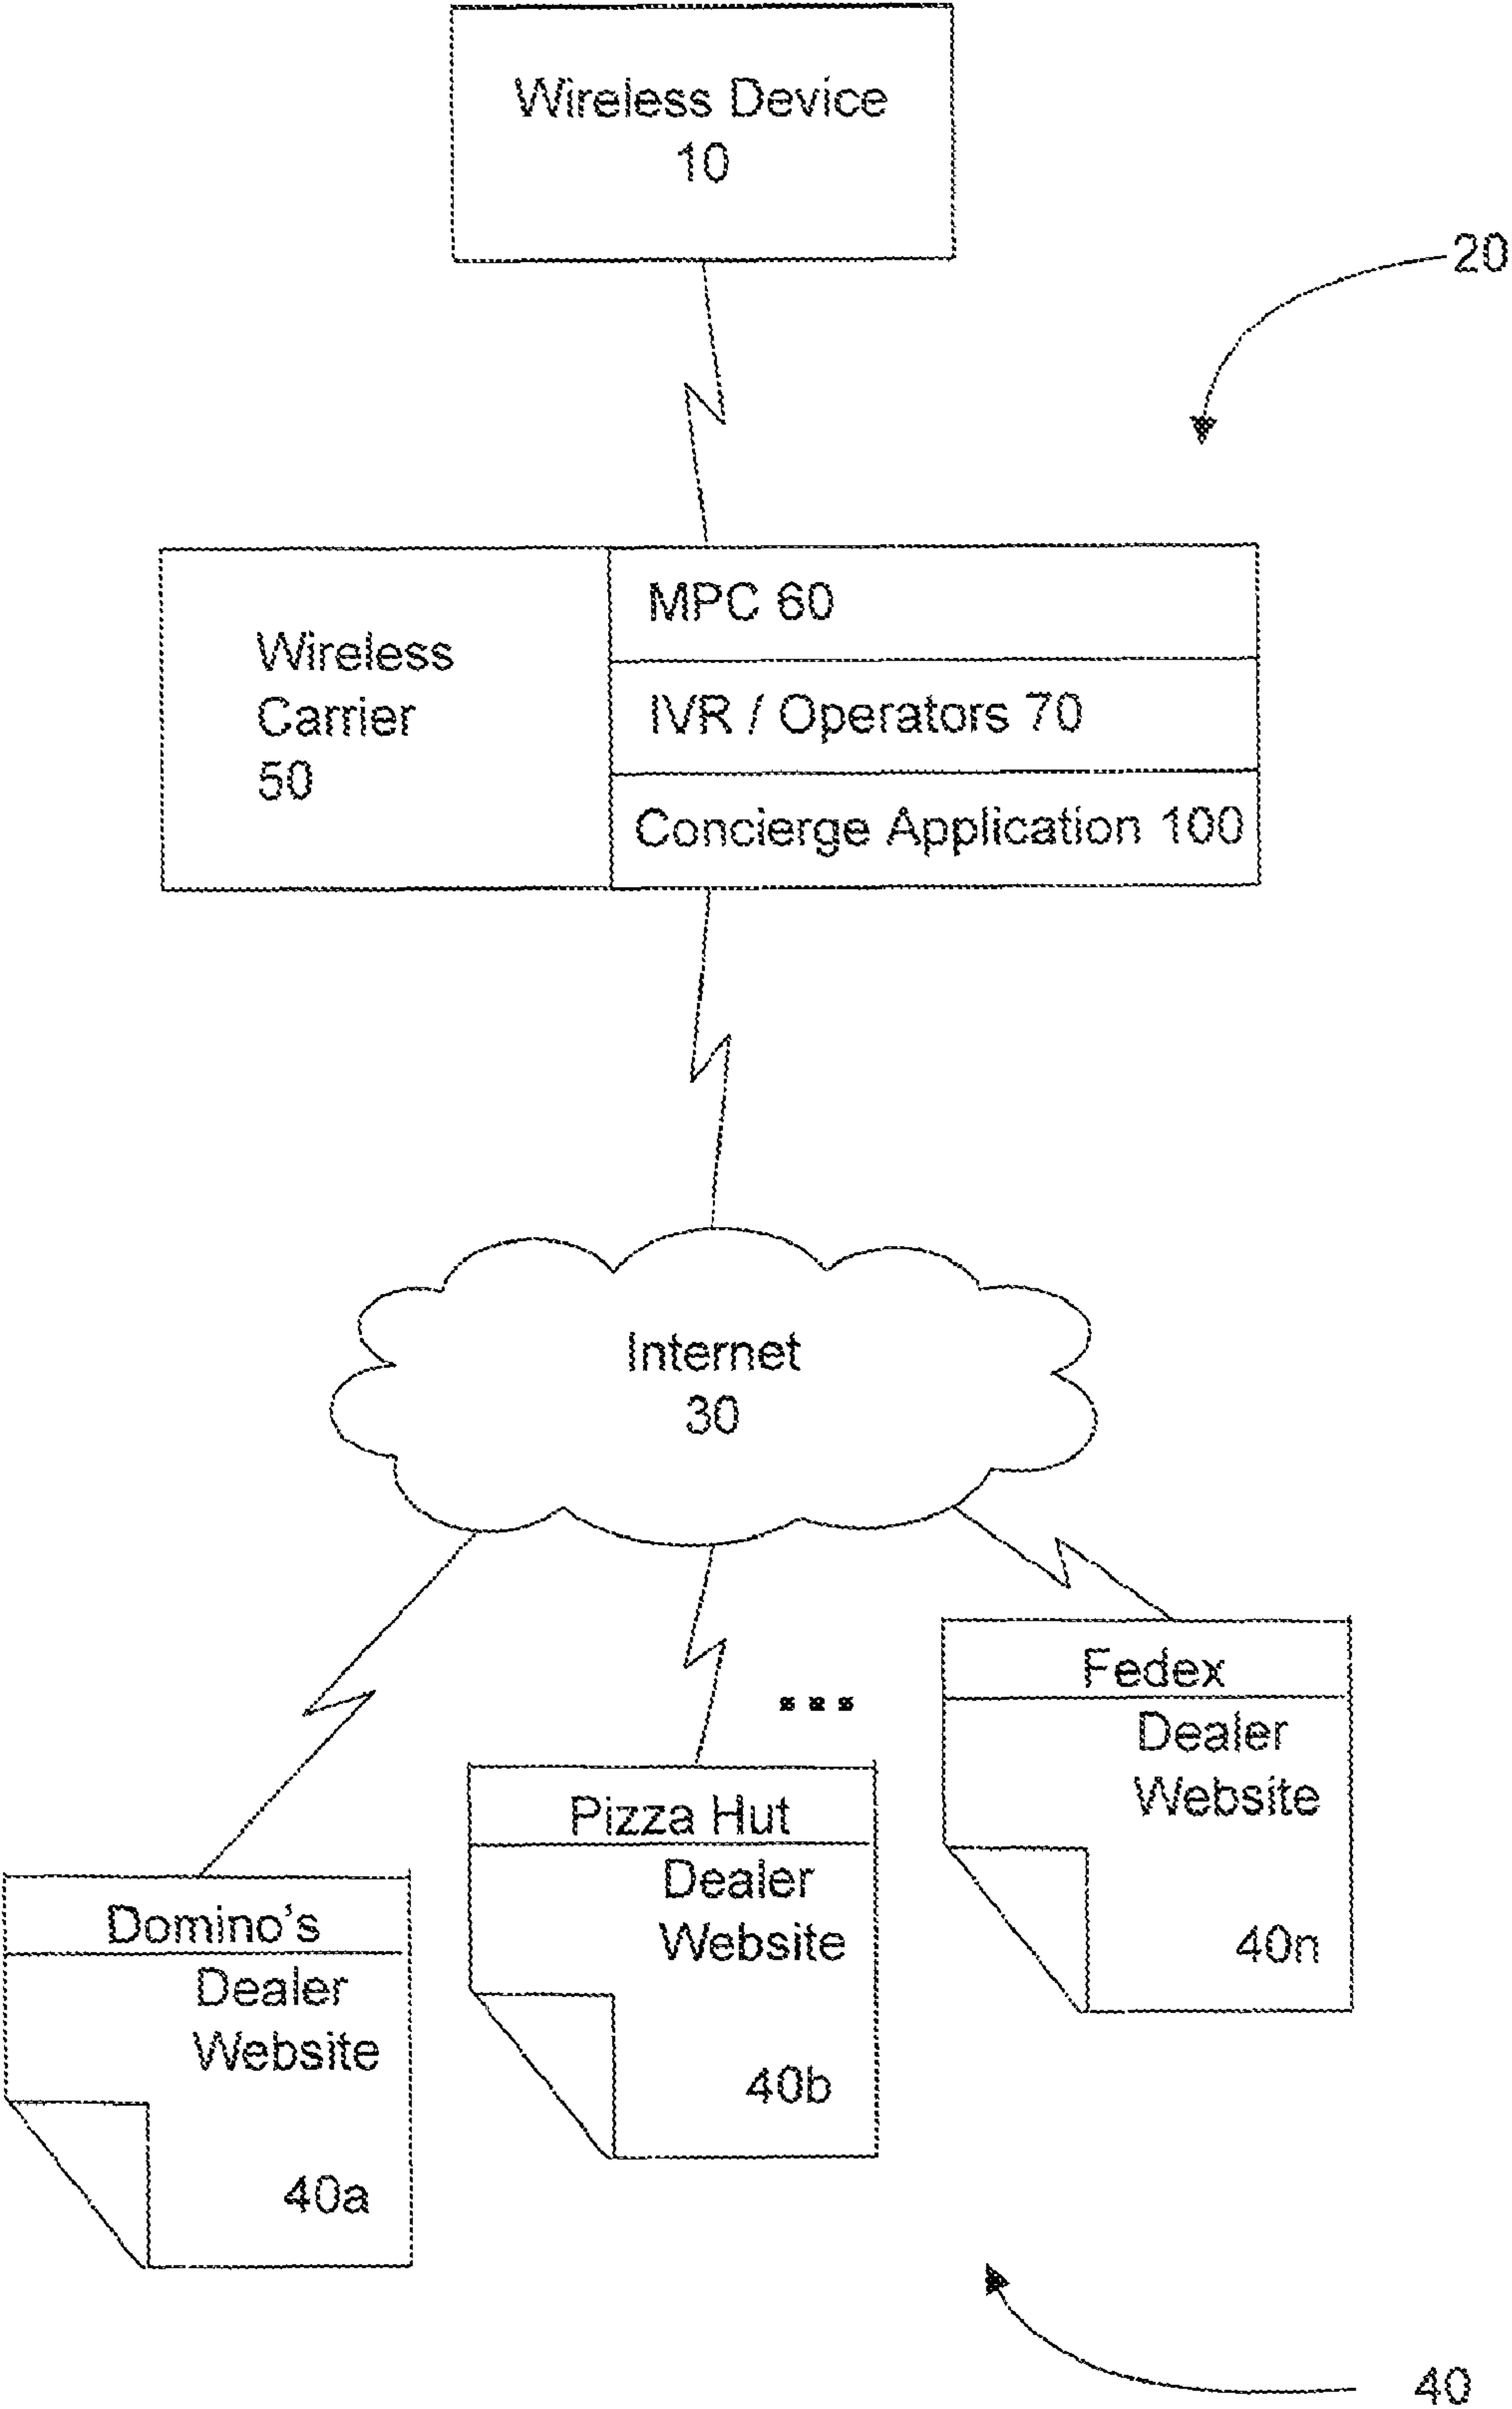 Wireless Device
10
20
Wireless
Carrier
50
MPC 60
IVR / Operators 70
Concierge Application 100
Internet
30
Fedex
Dealer
Website
40n
Pizza Hut
Dealer
Website
40b
Domino's
Dealer
Website
40a
40